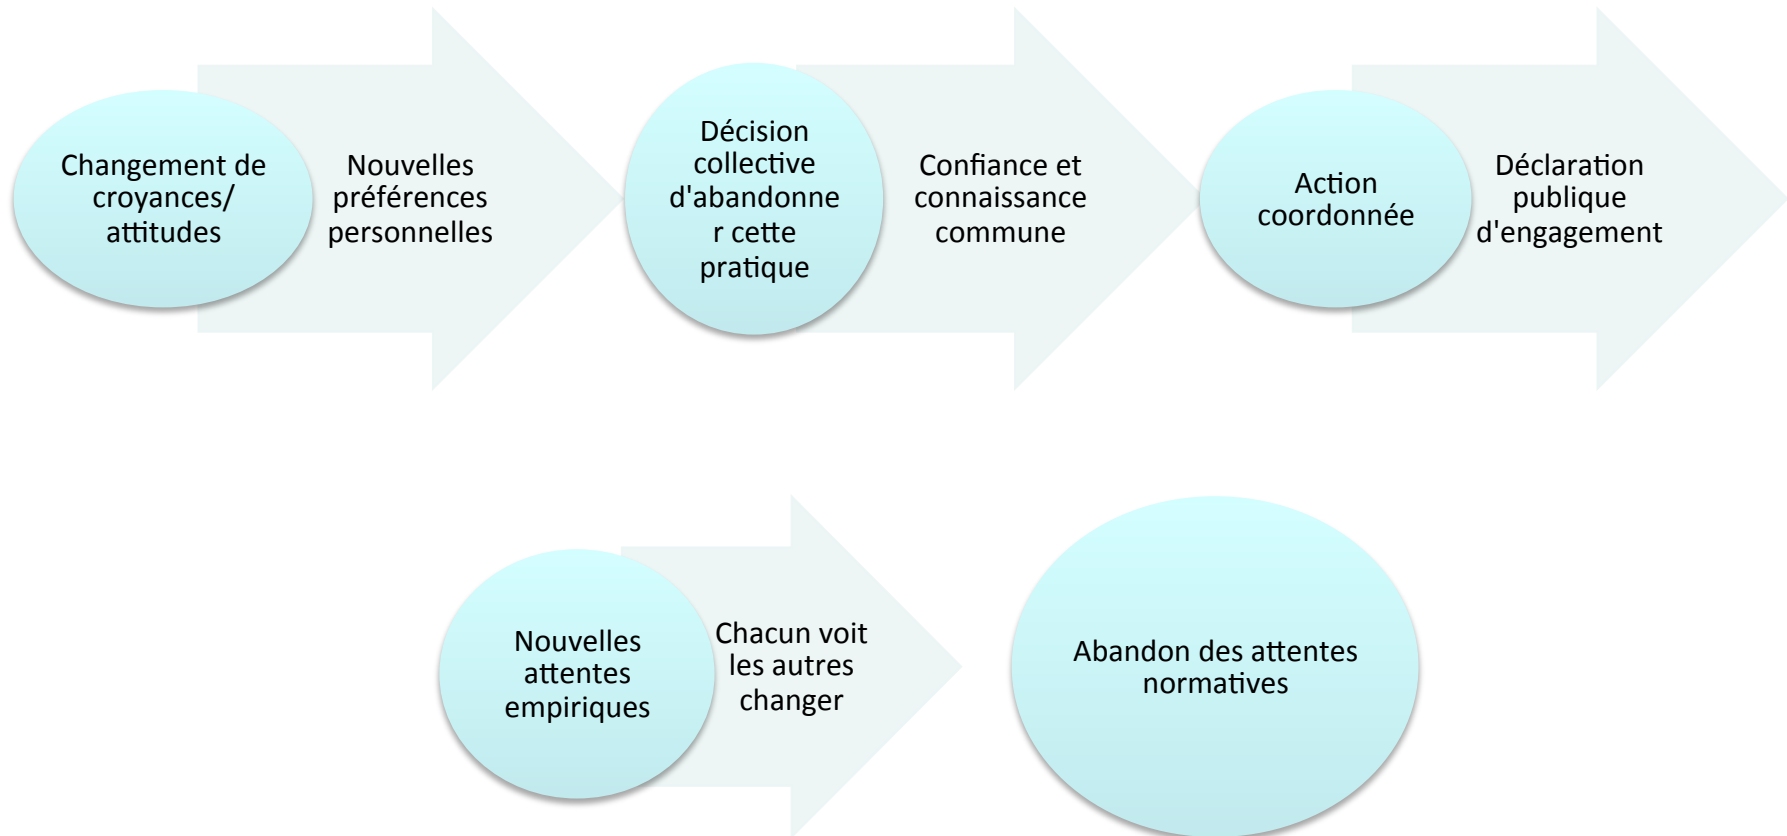 Changement de
croyances/
attitudes
Nouvelles
préférences
personnelles
Décision
collective
d'abandonne
r cette
pratique
Confiance et
connaissance
commune
Action
coordonnée
Déclaration
publique
d'engagement
Nouvelles
attentes
empiriques
Chacun voit
les autres
changer
Abandon des attentes
normatives